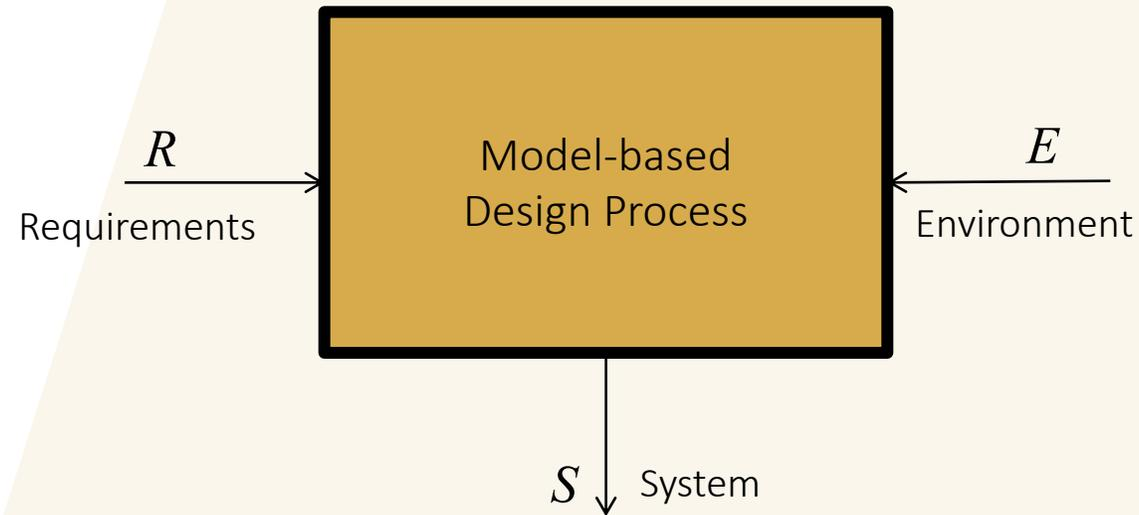 R
Requirements
Model-based
Design Process
E
Environment
S System